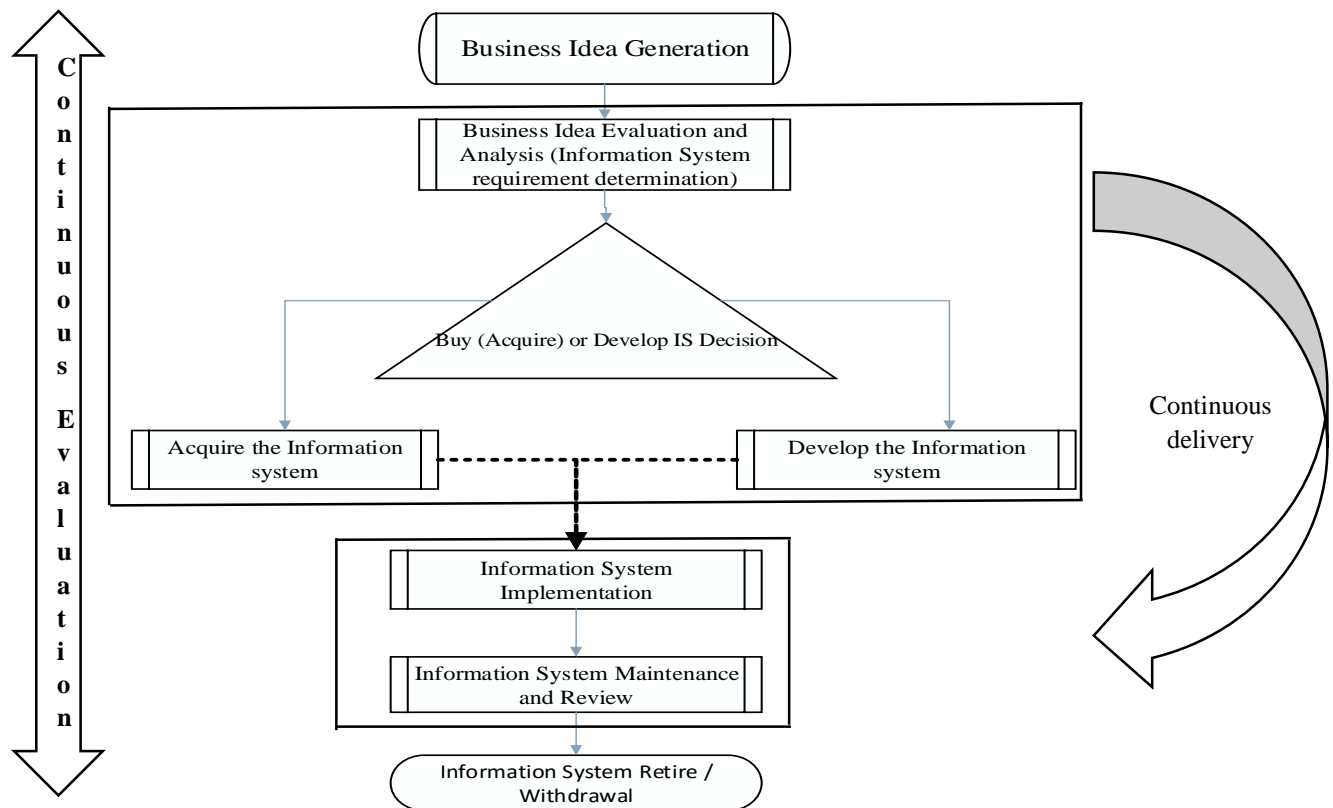 Continuous Evaluation
Business Idea Generation
Business Idea Evaluation and
Analysis (Information System
requirement determination)
Buy (Acquire) or Develop IS Decision
Acquire the Information
system
Develop the Information
system
Continuous
delivery
Information System
Implementation
Information System Maintenance
and Review
Information System Retire /
Withdrawal